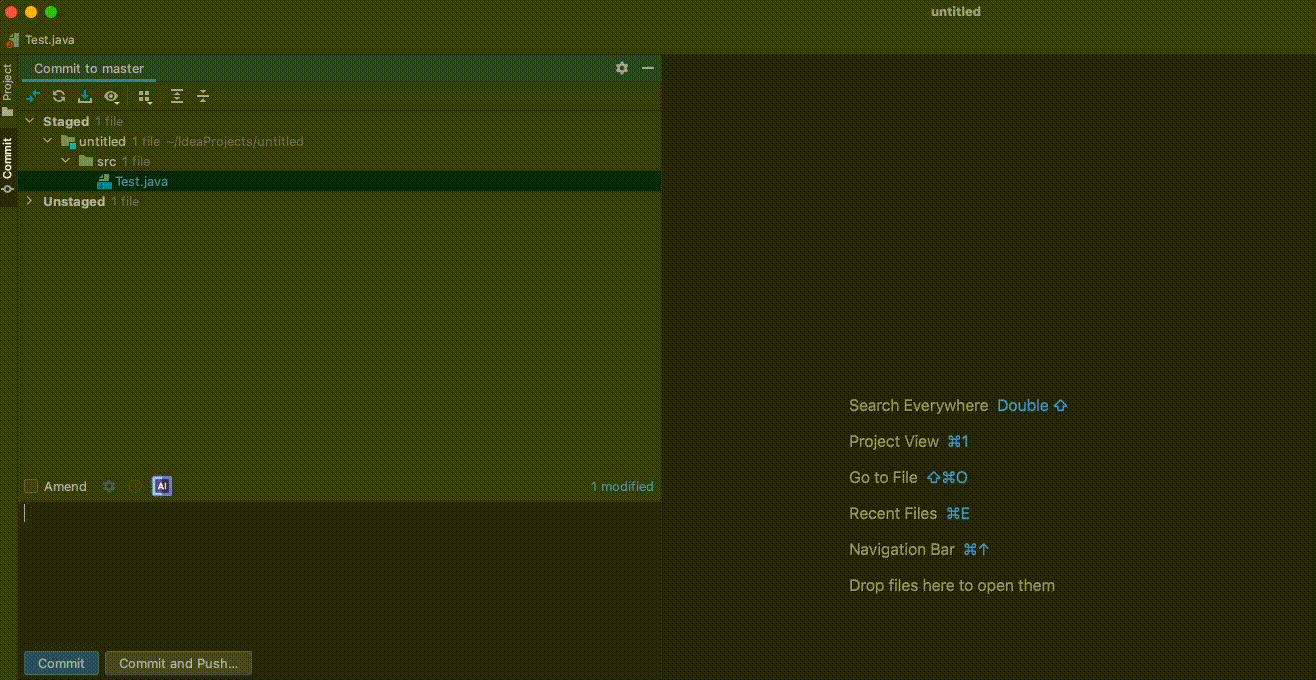 untitled
Test.java
Project
Commit
Commit to master
Staged 1 file
untitled 1 file ~/IdeaProjects/untitled
src 1 file
Test.java
Unstaged 1 file
Amend AI 1 modified
Commit Commit and Push...
Search Everywhere Double ⇧
Project View ⌘1
Go to File ⇧⌘O
Recent Files ⌘E
Navigation Bar ⌘↑
Drop files here to open them